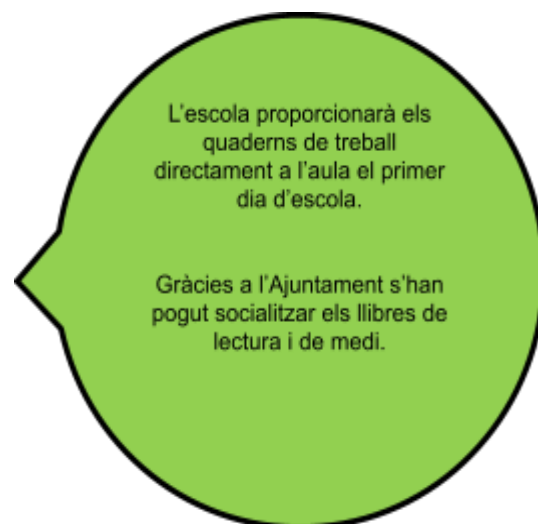 L’escola proporcionarà els
quaderns de treball
directament a l’aula el primer
dia d’escola.
Gràcies a l’Ajuntament s’han
pogut socialitzar els llibres de
lectura i de medi.